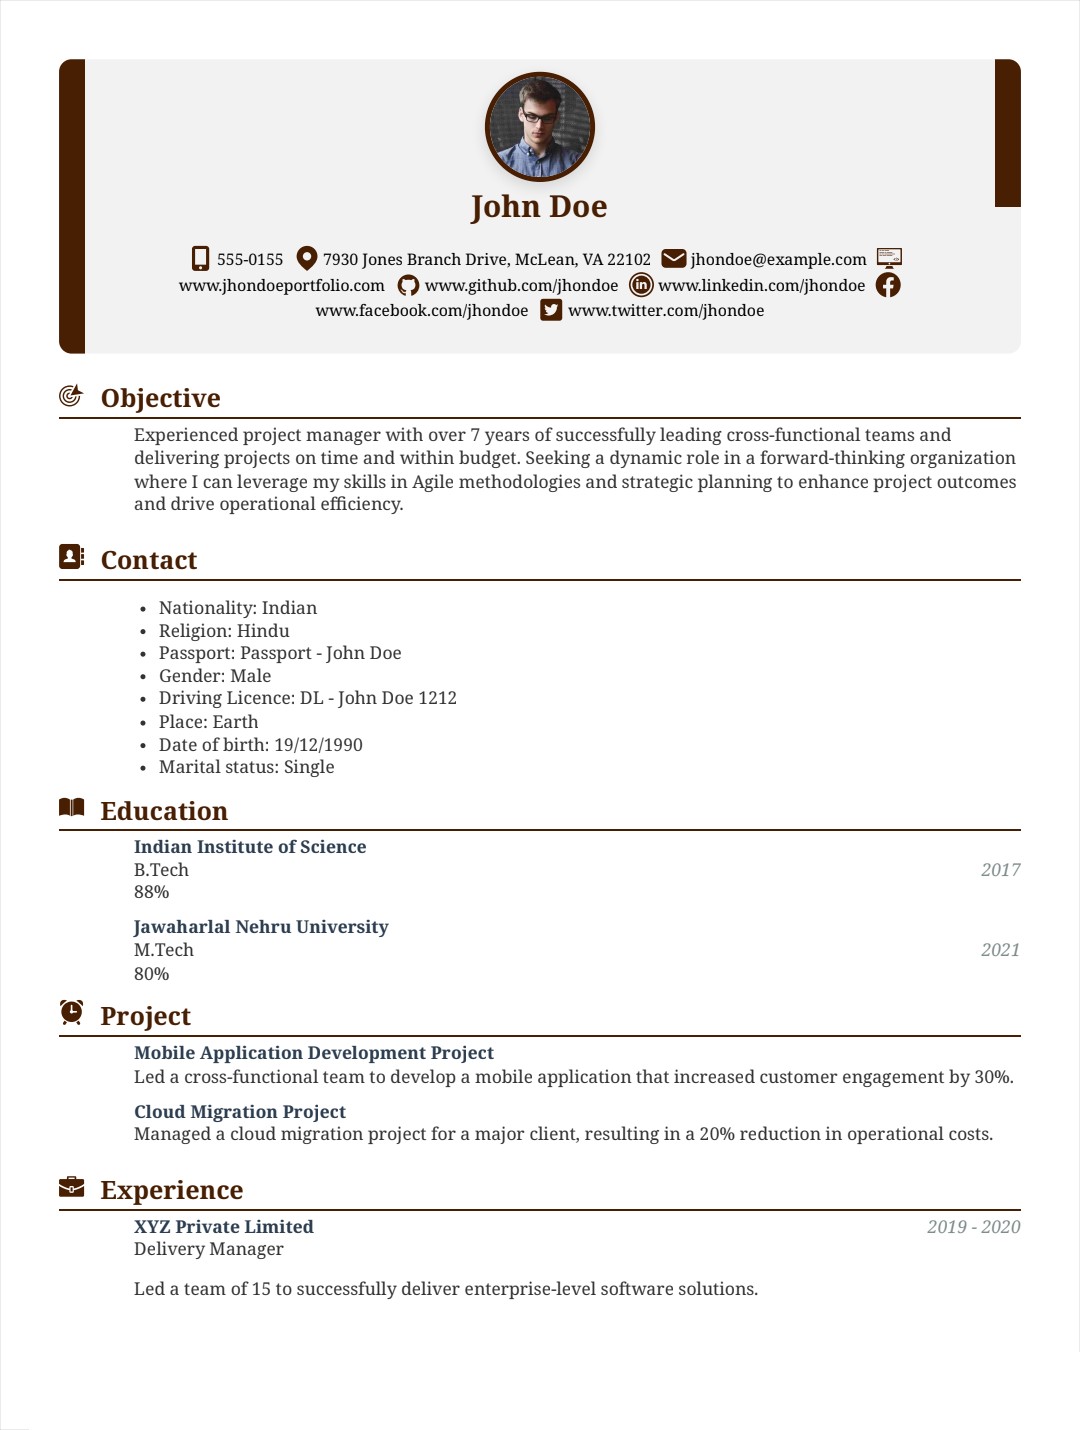 John Doe
555-0155 7930 Jones Branch Drive, McLean, VA 22102 jhondoe@example.com
www.jhondoeportfolio.com www.github.com/jhondoe www.linkedin.com/jhondoe
www.facebook.com/jhondoe www.twitter.com/jhondoe
Objective
Experienced project manager with over 7 years of successfully leading cross-functional teams and
delivering projects on time and within budget. Seeking a dynamic role in a forward-thinking organization
where I can leverage my skills in Agile methodologies and strategic planning to enhance project outcomes
and drive operational efficiency.
Contact
• Nationality: Indian
• Religion: Hindu
• Passport: Passport - John Doe
• Gender: Male
• Driving Licence: DL - John Doe 1212
• Place: Earth
• Date of birth: 19/12/1990
• Marital status: Single
Education
Indian Institute of Science
B.Tech 2017
88%
Jawaharlal Nehru University
M.Tech 2021
80%
Project
Mobile Application Development Project
Led a cross-functional team to develop a mobile application that increased customer engagement by 30%.
Cloud Migration Project
Managed a cloud migration project for a major client, resulting in a 20% reduction in operational costs.
Experience
XYZ Private Limited 2019 - 2020
Delivery Manager
Led a team of 15 to successfully deliver enterprise-level software solutions.